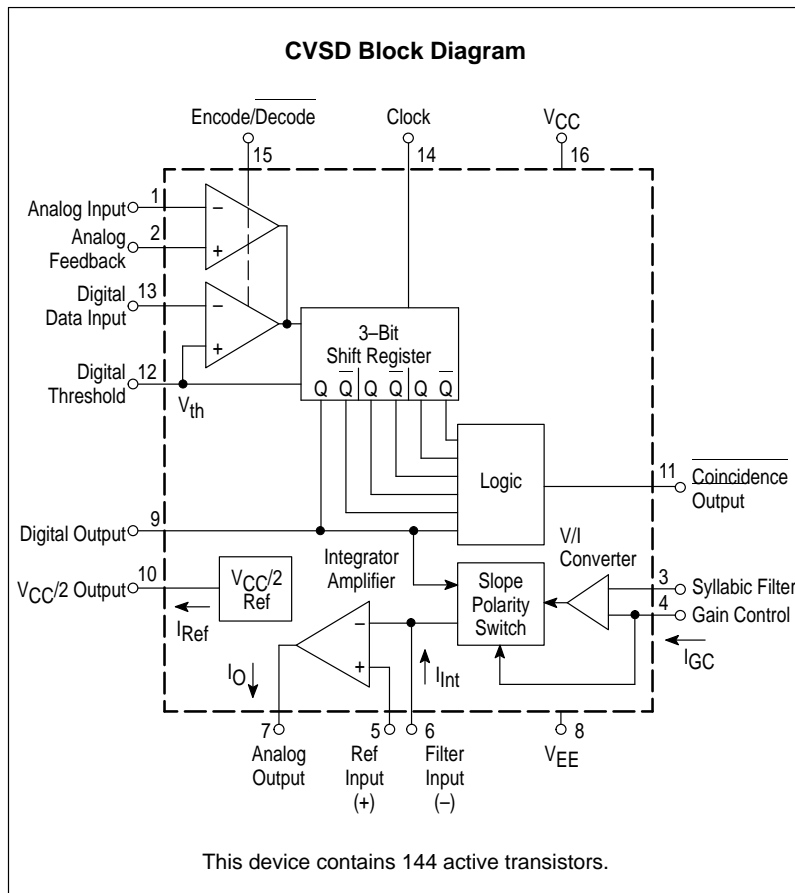 CVSD Block Diagram
Encode/Decode
Clock
VCC
15
14
16
1
Analog Input
2
Analog
Feedback
13
Digital
Data Input
12
Digital
Threshold
Vth
−
+
−
+
3–Bit
Shift Register
Q Q Q Q Q Q
Logic
11
Coincidence
Output
9
Digital Output
10
VCC/2 Output
VCC/2
Ref
IRef
Integrator
Amplifier
−
+
IO
IInt
Slope
Polarity
Switch
V/I
Converter
3
Syllabic Filter
4
Gain Control
IGC
7
Analog
Output
5
Ref
Input
(+)
6
Filter
Input
(–)
8
VEE
This device contains 144 active transistors.